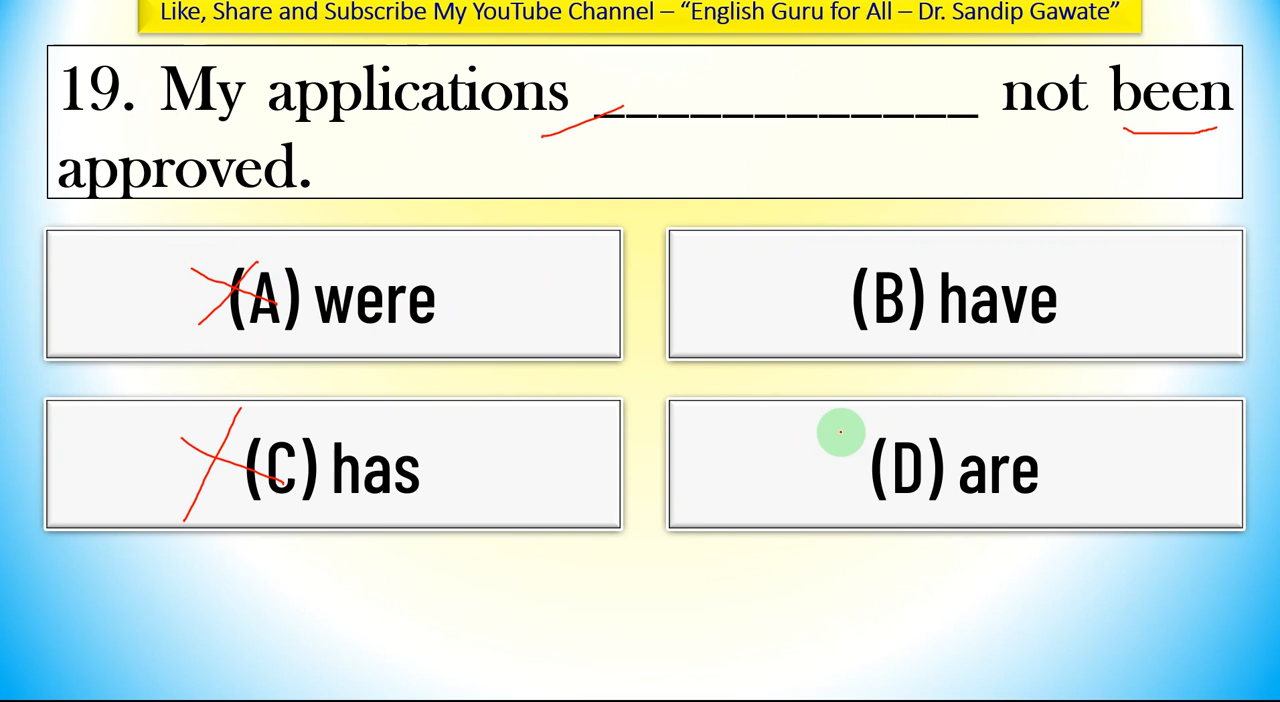 Like, Share and Subscribe My YouTube Channel – “English Guru for All – Dr. Sandip Gawate”
19. My applications ____________ not been
approved.
(A) were
(B) have
(C) has
(D) are